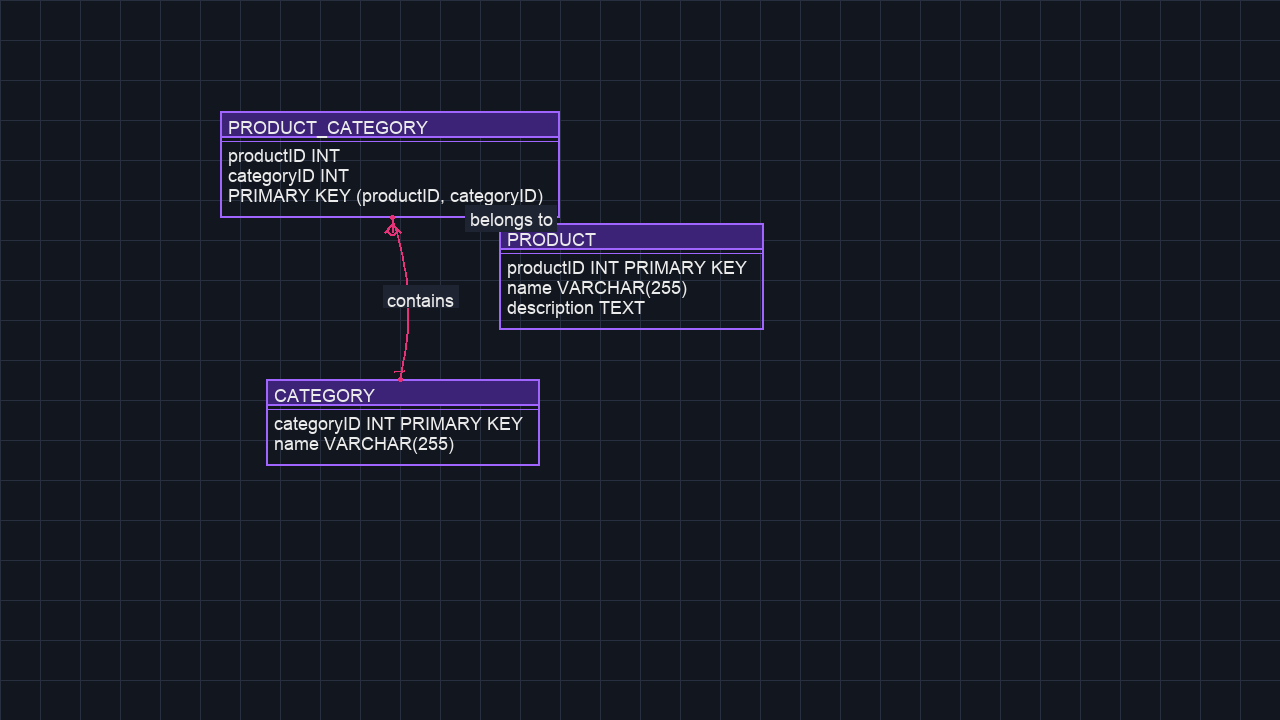 PRODUCT_CATEGORY
productID INT
categoryID INT
PRIMARY KEY (productID, categoryID)
belongs to
PRODUCT
productID INT PRIMARY KEY
name VARCHAR(255)
description TEXT
contains
CATEGORY
categoryID INT PRIMARY KEY
name VARCHAR(255)